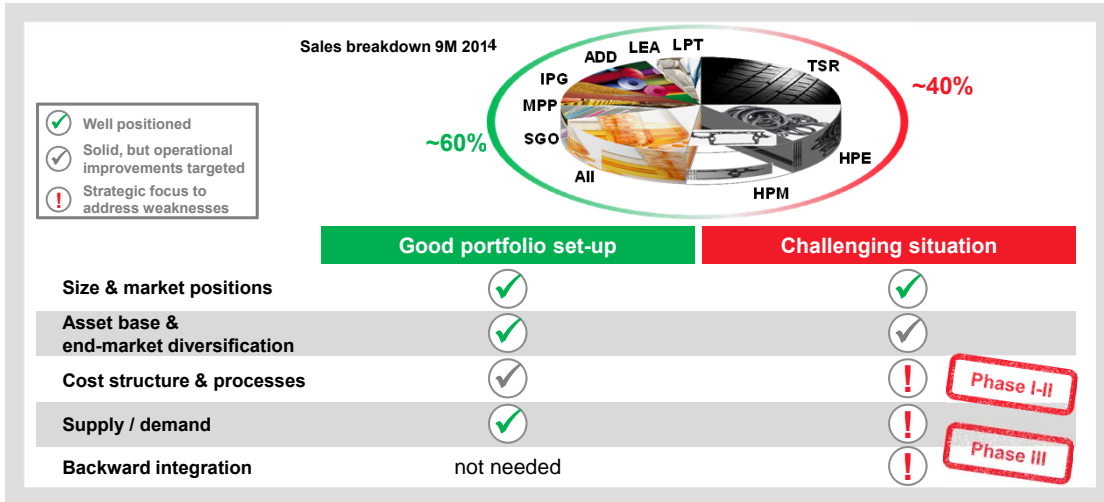 Sales breakdown 9M 2014
LEA
LPT
ADD
TSR
IPG
~40%
MPP
~60%
SGO
HPE
AII
HPM
Well positioned
Solid, but operational
improvements targeted
! Strategic focus to
address weaknesses
Good portfolio set-up
Challenging situation
Size & market positions
Asset base &
end-market diversification
Cost structure & processes
!
Phase I-II
Supply / demand
!
Phase III
Backward integration
not needed
!